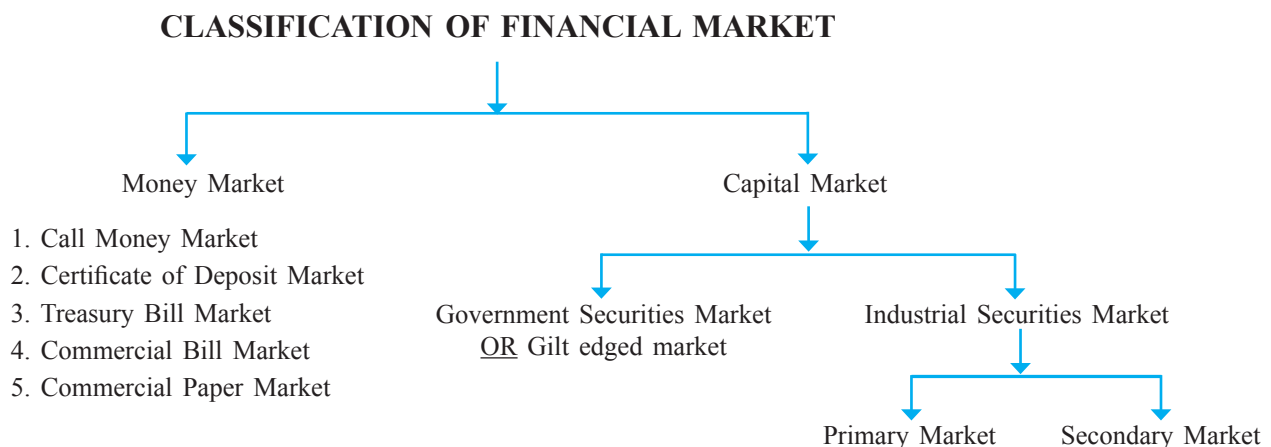 CLASSIFICATION OF FINANCIAL MARKET
Money Market
Capital Market
1. Call Money Market
2. Certificate of Deposit Market
3. Treasury Bill Market
4. Commercial Bill Market
5. Commercial Paper Market
Government Securities Market
OR Gilt edged market
Industrial Securities Market
Primary Market
Secondary Market